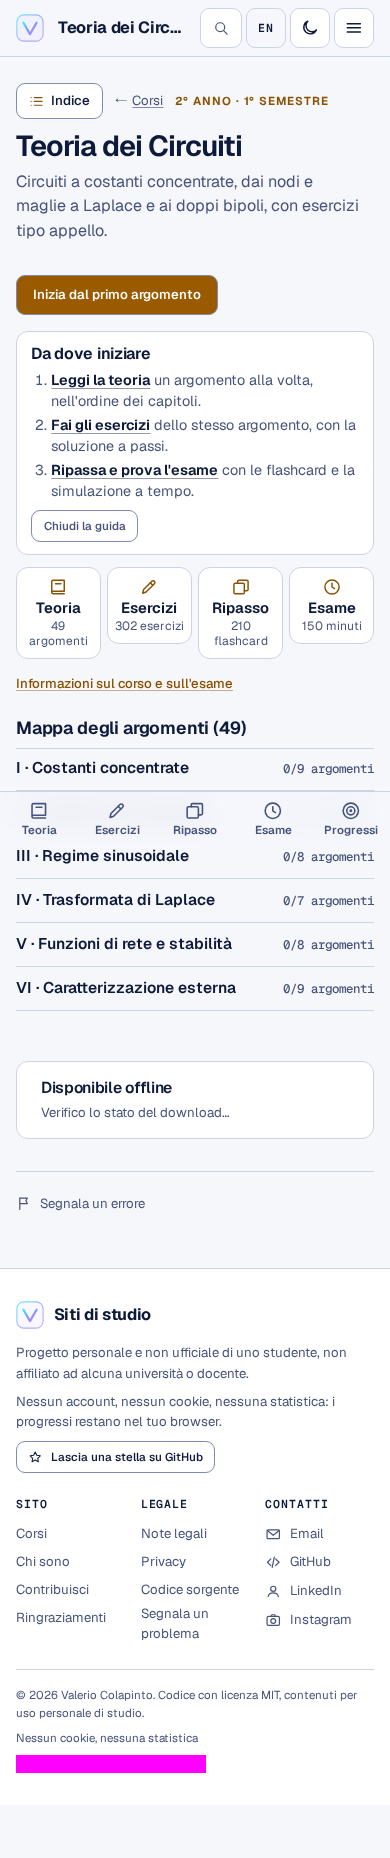 Teoria dei Circ...
EN
Indice
← Corsi
2° ANNO · 1° SEMESTRE
Teoria dei Circuiti
Circuiti a costanti concentrate, dai nodi e
maglie a Laplace e ai doppi bipoli, con esercizi
tipo appello.
Inizia dal primo argomento
Da dove iniziare
1. Leggi la teoria un argomento alla volta,
nell'ordine dei capitoli.
2. Fai gli esercizi dello stesso argomento, con la
soluzione a passi.
3. Ripassa e prova l'esame con le flashcard e la
simulazione a tempo.
Chiudi la guida
Teoria
49
argomenti
Esercizi
302 esercizi
Ripasso
210
flashcard
Esame
150 minuti
Informazioni sul corso e sull'esame
Mappa degli argomenti (49)
I · Costanti concentrate
0/9 argomenti
Teoria
Esercizi
Ripasso
Esame
Progressi
III · Regime sinusoidale
0/8 argomenti
IV · Trasformata di Laplace
0/7 argomenti
V · Funzioni di rete e stabilità
0/8 argomenti
VI · Caratterizzazione esterna
0/9 argomenti
Disponibile offline
Verifico lo stato del download…
Segnala un errore
Siti di studio
Progetto personale e non ufficiale di uno studente, non
affiliato ad alcuna università o docente.
Nessun account, nessun cookie, nessuna statistica: i
progressi restano nel tuo browser.
Lascia una stella su GitHub
SITO
Corsi
Chi sono
Contribuisci
Ringraziamenti
LEGALE
Note legali
Privacy
Codice sorgente
Segnala un
problema
CONTATTI
Email
GitHub
LinkedIn
Instagram
© 2026 Valerio Colapinto. Codice con licenza MIT, contenuti per
uso personale di studio.
Nessun cookie, nessuna statistica